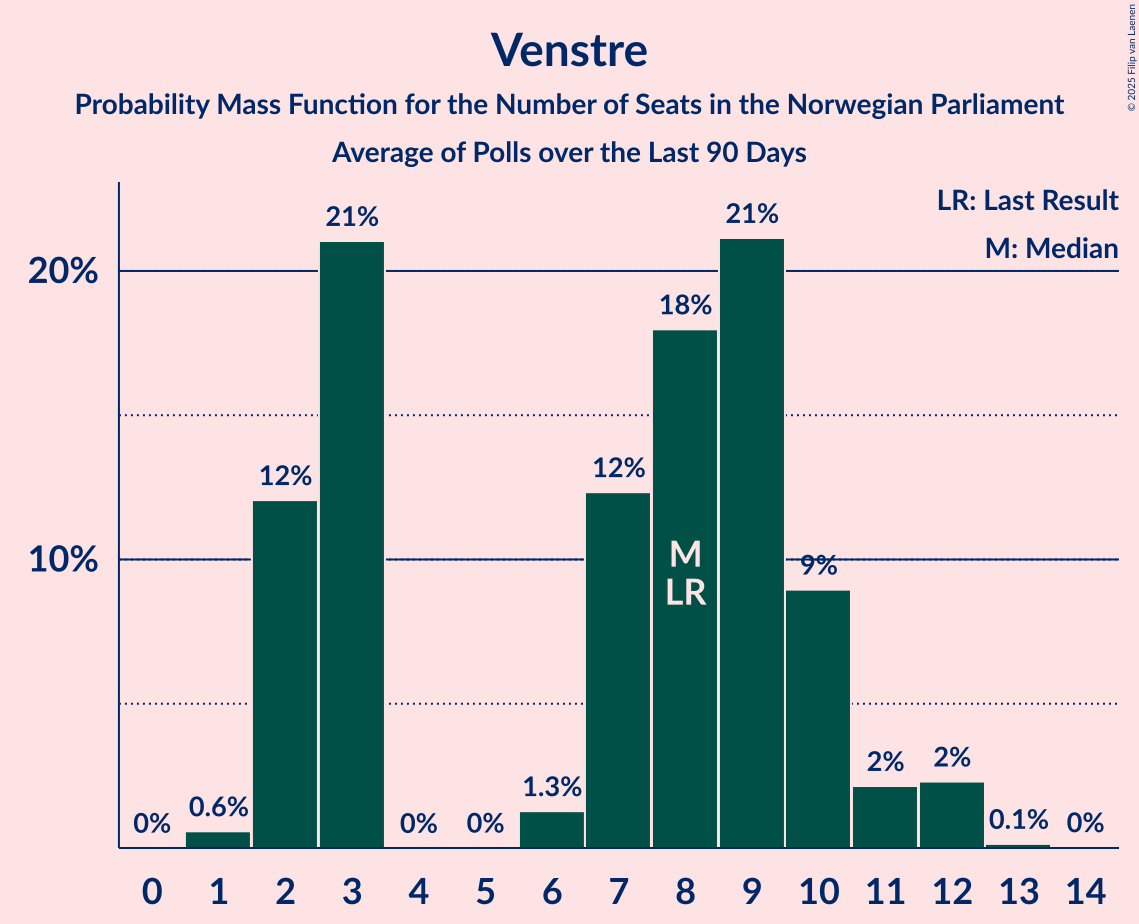 Venstre
Probability Mass Function for the Number of Seats in the Norwegian Parliament
Average of Polls over the Last 90 Days
© 2025 Filip van Laenen
LR: Last Result
M: Median
20%
10%
0%
0.6%
12%
21%
0%
0%
1.3%
12%
18%
21%
9%
2%
2%
0.1%
0%
M
LR
0 1 2 3 4 5 6 7 8 9 10 11 12 13 14